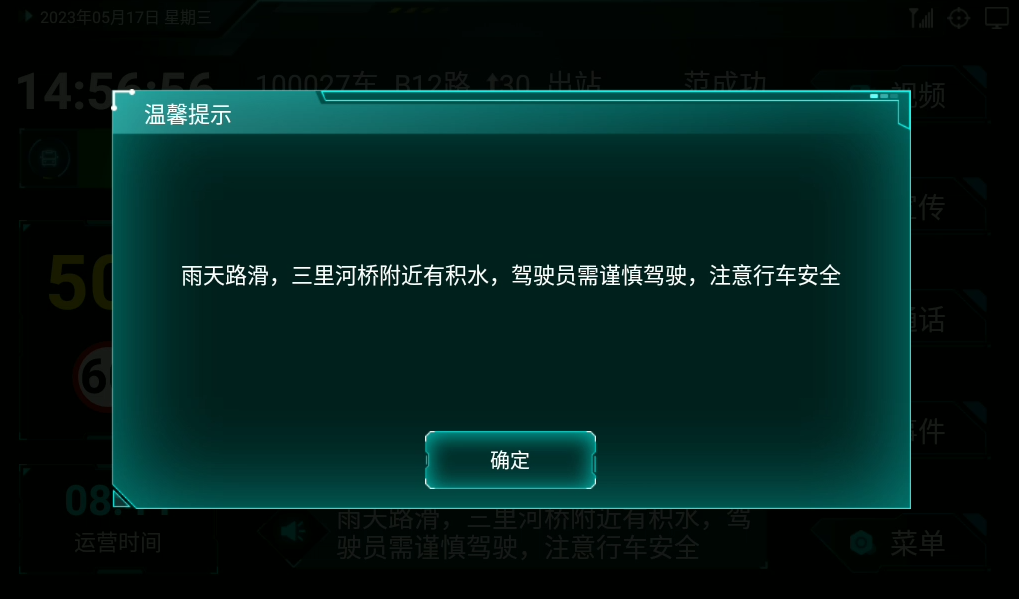 2023年05月17日 星期三
14:56:56
100027车 B12路 ⬆30 出站 范成功
温馨提示
雨天路滑，三里河桥附近有积水，驾驶员需谨慎驾驶，注意行车安全
确定
运营时间
雨天路滑，三里河桥附近有积水，驾
驶员需谨慎驾驶，注意行车安全
菜单